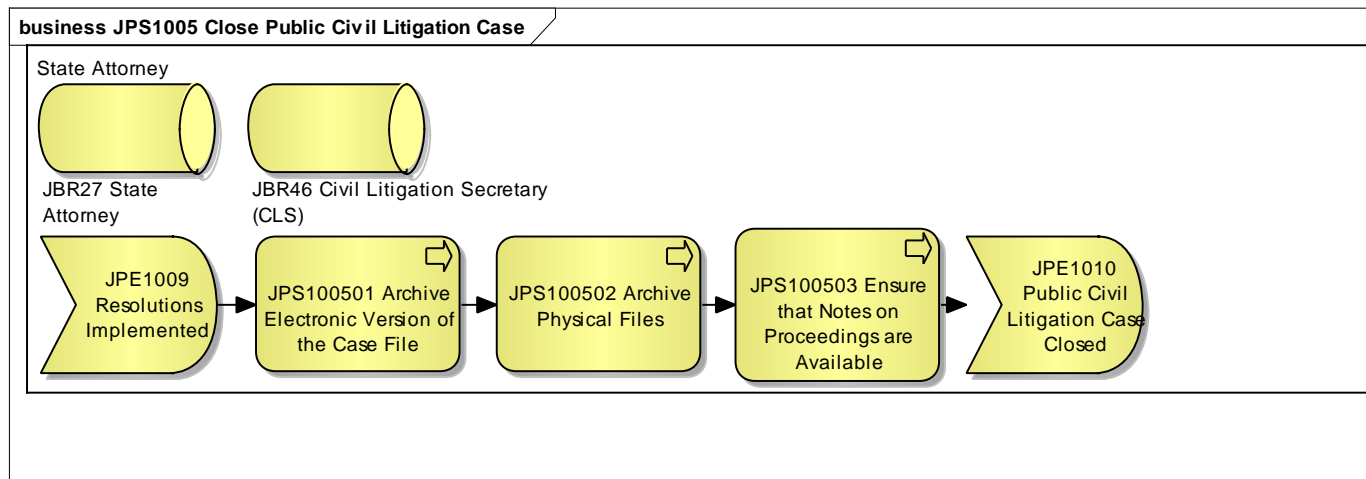 business JPS1005 Close Public Civil Litigation Case
State Attorney
JBR27 State
Attorney
JBR46 Civil Litigation Secretary
(CLS)
JPE1009
Resolutions
Implemented
JPS100501 Archive
Electronic Version of
the Case File
JPS100502 Archive
Physical Files
JPS100503 Ensure
that Notes on
Proceedings are
Available
JPE1010
Public Civil
Litigation Case
Closed